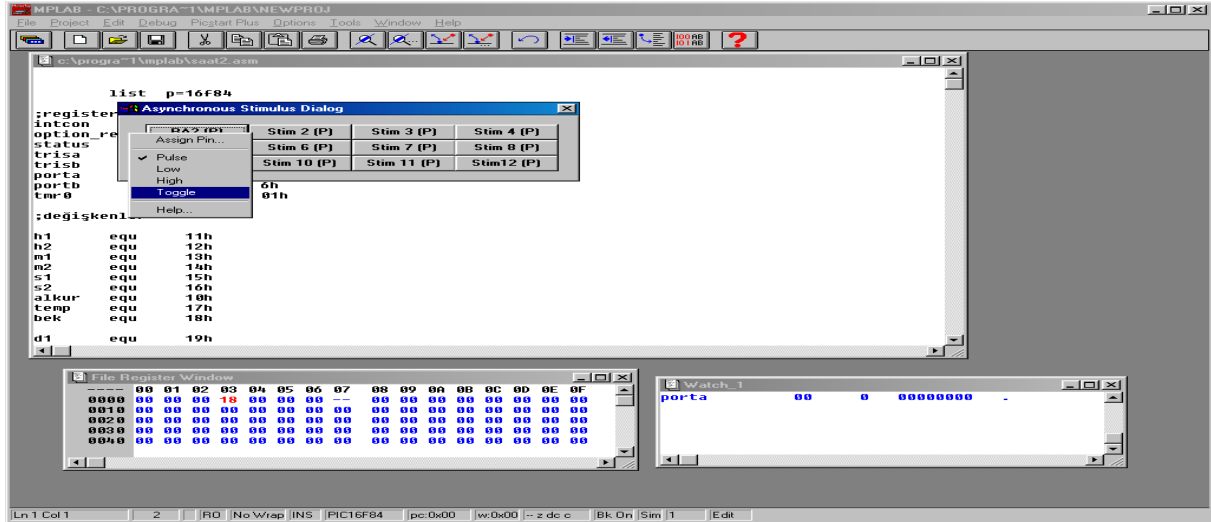 MPLAB - C:\PROGRA~1\MPLAB\NEWPROJ
File Project Edit Debug Picstart Plus Options Tools Window Help
c:\progra~1\mplab\saat2.asm
list p=16f84
Asynchronous Stimulus Dialog
;register
intcon
option_re
status
trisa
trisb
porta
portb 6h
tmr0 01h
RA2 (P) Stim 2 (P) Stim 3 (P) Stim 4 (P)
Stim 6 (P) Stim 7 (P) Stim 8 (P)
Stim 10 (P) Stim 11 (P) Stim12 (P)
Assign Pin...
Pulse
Low
High
Toggle
Help...
;değişkenl
h1 equ 11h
h2 equ 12h
m1 equ 13h
m2 equ 14h
s1 equ 15h
s2 equ 16h
alkur equ 10h
temp equ 17h
bek equ 18h
d1 equ 19h
File Register Window
---- 00 01 02 03 04 05 06 07 08 09 0A 0B 0C 0D 0E 0F
0000 00 00 00 18 00 00 00 -- 00 00 00 00 00 00 00 00
0010 00 00 00 00 00 00 00 00 00 00 00 00 00 00 00 00
0020 00 00 00 00 00 00 00 00 00 00 00 00 00 00 00 00
0030 00 00 00 00 00 00 00 00 00 00 00 00 00 00 00 00
0040 00 00 00 00 00 00 00 00 00 00 00 00 00 00 00 00
Watch_1
porta 00 0 00000000 .
Ln 1 Col 1 2 RO No Wrap INS PIC16F84 pc:0x00 w:0x00 -- z dc c Bk On Sim 1 Edit